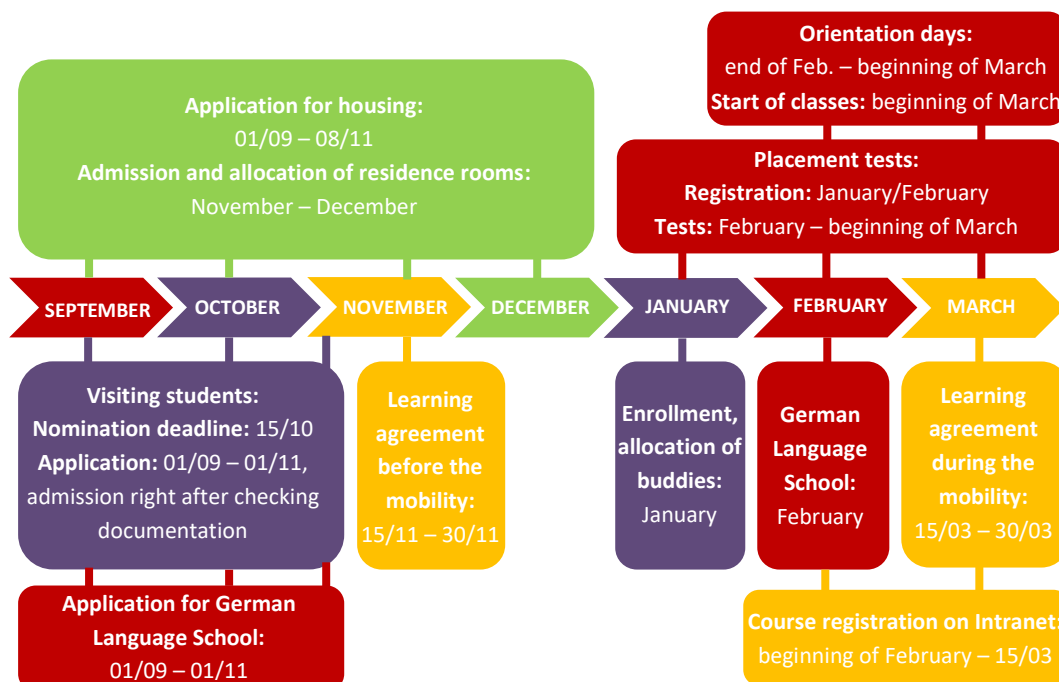 Orientation days:
end of Feb. – beginning of March
Start of classes: beginning of March
Application for housing:
01/09 – 08/11
Admission and allocation of residence rooms:
November – December
Placement tests:
Registration: January/February
Tests: February – beginning of March
SEPTEMBER
OCTOBER
NOVEMBER
DECEMBER
JANUARY
FEBRUARY
MARCH
Visiting students:
Nomination deadline: 15/10
Application: 01/09 – 01/11,
admission right after checking
documentation
Learning
agreement
before the
mobility:
15/11 – 30/11
Enrollment,
allocation of
buddies:
January
German
Language
School:
February
Learning
agreement
during the
mobility:
15/03 – 30/03
Application for German
Language School:
01/09 – 01/11
Course registration on Intranet:
beginning of February – 15/03